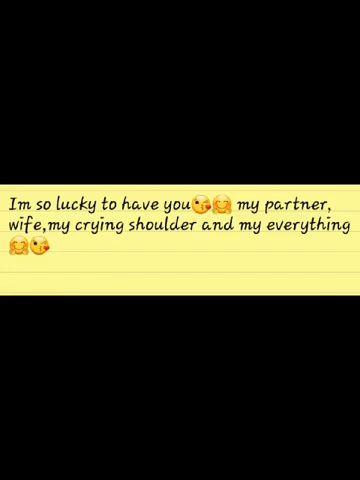 Im so lucky to have you😘🤗 my partner,
wife,my crying shoulder and my everything
🤗😘